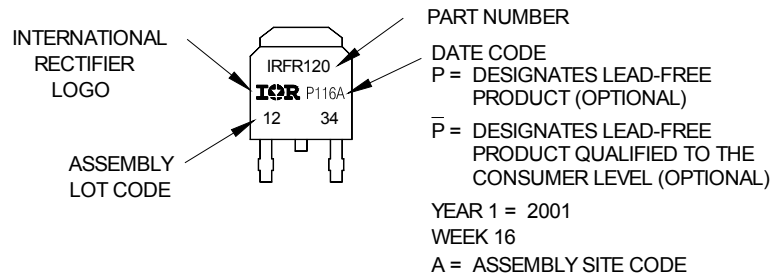 INTERNATIONAL
RECTIFIER
LOGO
ASSEMBLY
LOT CODE
IRFR120
IOR P116A
12 34
PART NUMBER
DATE CODE
P = DESIGNATES LEAD-FREE
PRODUCT (OPTIONAL)
P̅ = DESIGNATES LEAD-FREE
PRODUCT QUALIFIED TO THE
CONSUMER LEVEL (OPTIONAL)
YEAR 1 = 2001
WEEK 16
A = ASSEMBLY SITE CODE